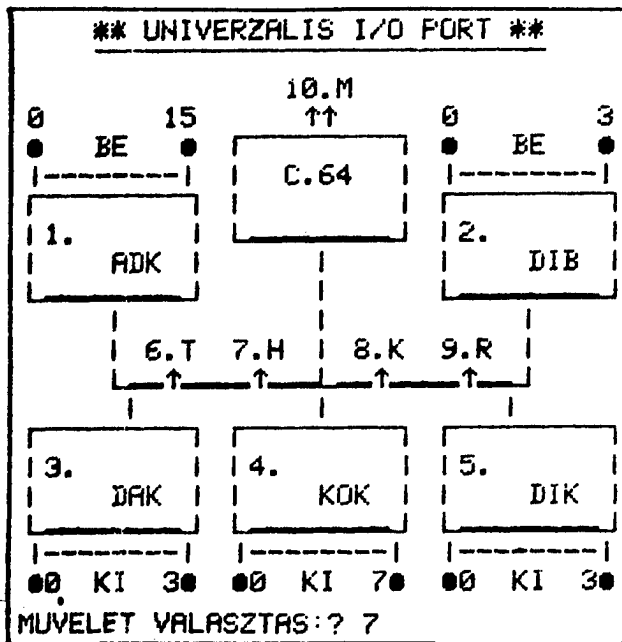 ** UNIVERZALIS I/O PORT **
i0.M
0 15 ↑↑ 0 3
BE BE
C.64
1. 2.
ADK DIB
6.T 7.H 8.K 9.R
↑ ↑ ↑ ↑
3. 4. 5.
DAK KOK DIK
0 KI 3 0 KI 7 0 KI 3
MUVELET VALASZTAS:? 7